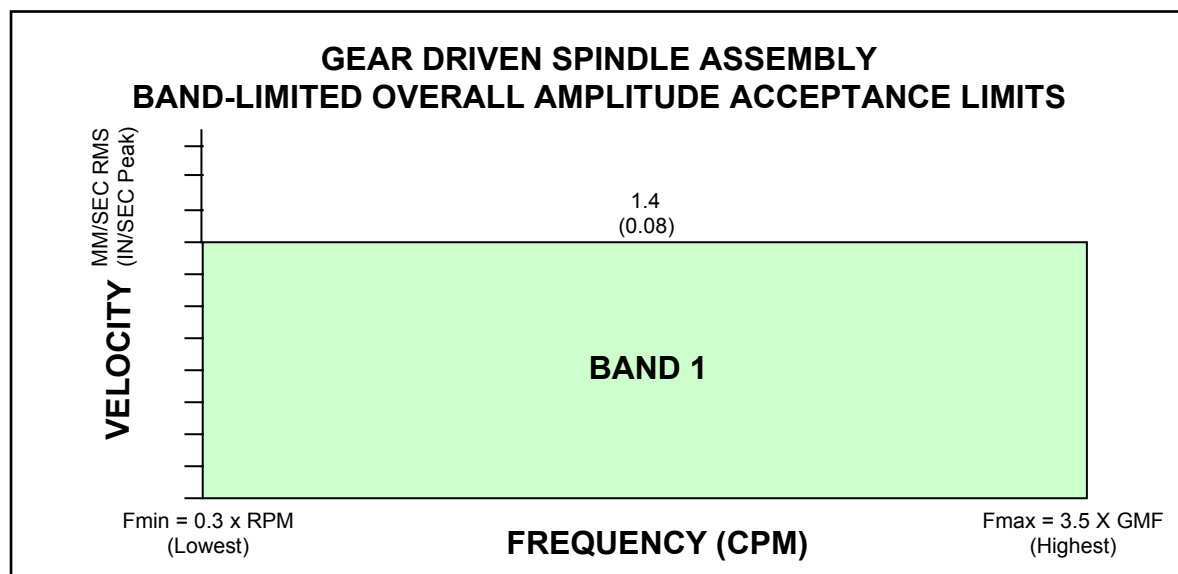 GEAR DRIVEN SPINDLE ASSEMBLY
BAND-LIMITED OVERALL AMPLITUDE ACCEPTANCE LIMITS
VELOCITY
MM/SEC RMS
(IN/SEC Peak)
1.4
(0.08)
BAND 1
Fmin = 0.3 x RPM
(Lowest)
FREQUENCY (CPM)
Fmax = 3.5 X GMF
(Highest)